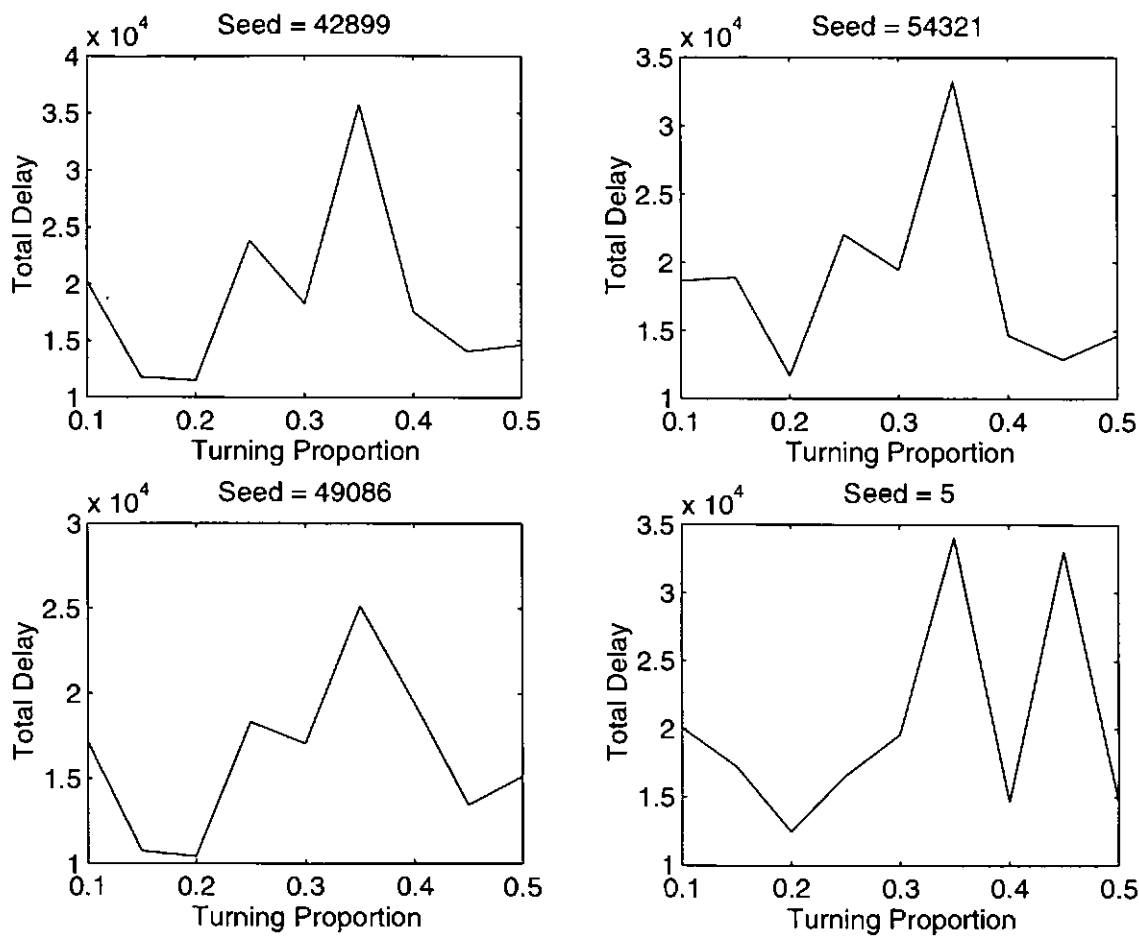 Seed = 42899
x 10^4
4
3.5
3
2.5
2
1.5
1
Total Delay
0.1 0.2 0.3 0.4 0.5
Turning Proportion
Seed = 54321
x 10^4
3.5
3
2.5
2
1.5
1
Total Delay
0.1 0.2 0.3 0.4 0.5
Turning Proportion
Seed = 49086
x 10^4
3
2.5
2
1.5
1
Total Delay
0.1 0.2 0.3 0.4 0.5
Turning Proportion
Seed = 5
x 10^4
3.5
3
2.5
2
1.5
1
Total Delay
0.1 0.2 0.3 0.4 0.5
Turning Proportion